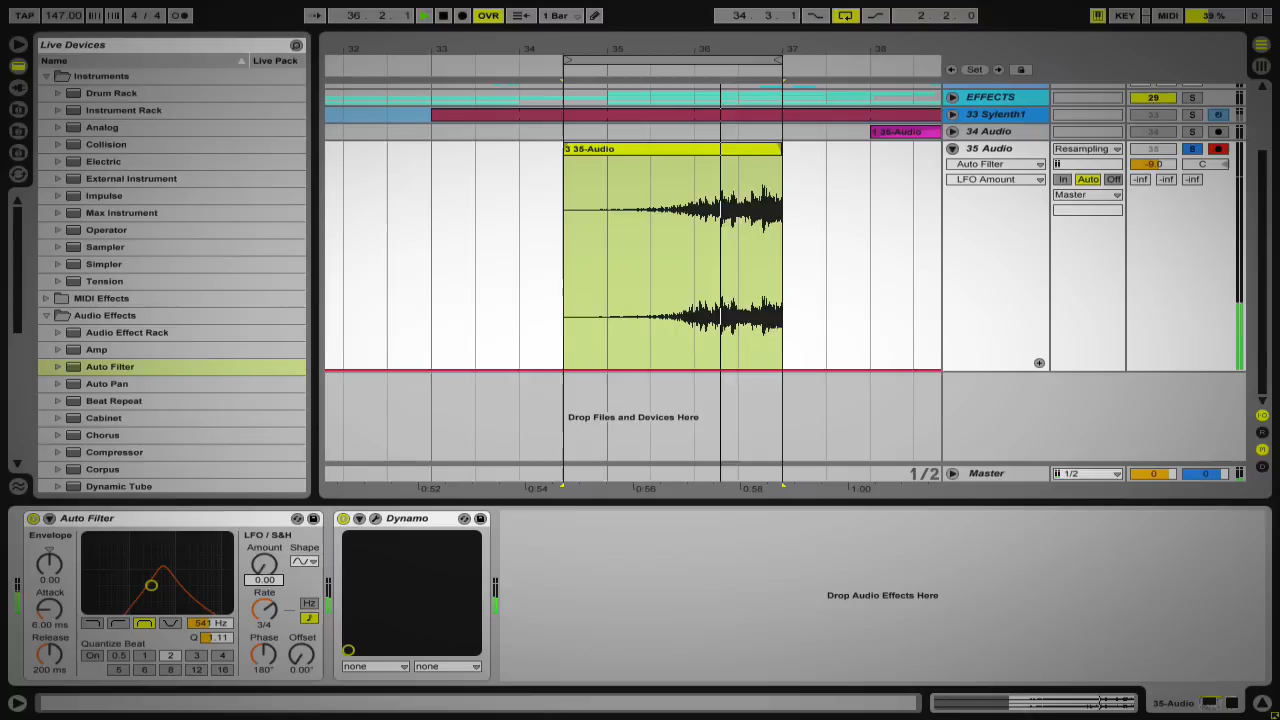 TAP 147.00 4 / 4 36. 2. 1 OVR 1 Bar 34. 3. 1 2. 2. 0 KEY MIDI 39 % D
Live Devices
Name Live Pack
Instruments
Drum Rack
Instrument Rack
Analog
Collision
Electric
External Instrument
Impulse
Max Instrument
Operator
Sampler
Simpler
Tension
MIDI Effects
Audio Effects
Audio Effect Rack
Amp
Auto Filter
Auto Pan
Beat Repeat
Cabinet
Chorus
Compressor
Corpus
Dynamic Tube
32 33 34 35 36 37 38
Set
EFFECTS 29 S
33 Sylenth1 33 S
1 35-Audio 34 Audio 34 S
3 35-Audio 35 Audio Resampling 35 S
Auto Filter -9.0 C
LFO Amount In Auto Off -inf -inf -inf
Master
Drop Files and Devices Here
1/2 Master 1/2 0 0
0:52 0:54 0:56 0:58 1:00
I·O
R
M
D
Auto Filter
Envelope
0.00
Attack
6.00 ms
Release
200 ms
541 Hz
Q 1.11
Quantize Beat
On 0.5 1 2 3 4
5 6 8 12 16
LFO / S&H
Amount Shape
0.00
Rate Hz
3/4
Phase Offset
180° 0.00°
Dynamo
none none
Drop Audio Effects Here
35-Audio